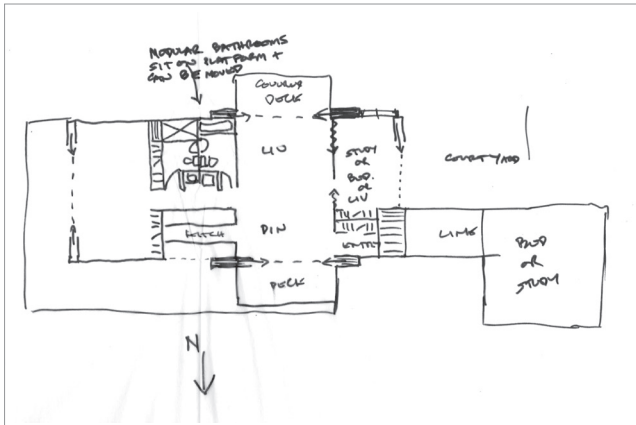 MODULAR BATHROOMS
SIT ON PLATFORM +
CAN BE MOVED
COVERED
DECK
LIV
STUDY
OR
BED.
OR
LIV
COURTYARD
DIN
KITCH
ENTRY
LINK
BED
OR
STUDY
DECK
N